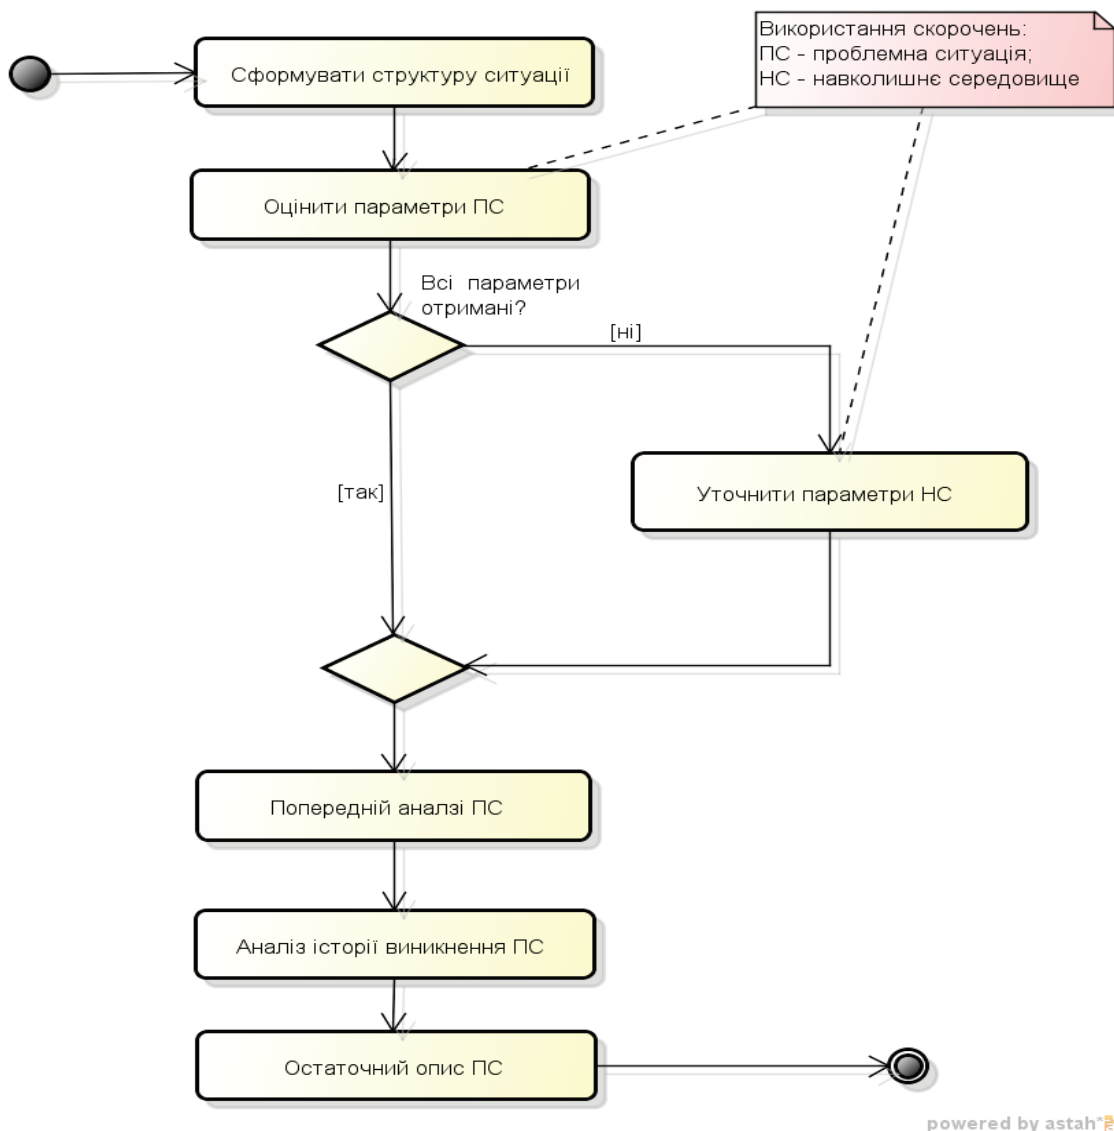 Використання скорочень:
ПС - проблемна ситуація;
НС - навколишнє середовище
Сформувати структуру ситуації
Оцінити параметри ПС
Всі параметри
отримані?
[ні]
[так]
Уточнити параметри НС
Попередній аналзі ПС
Аналіз історії виникнення ПС
Остаточний опис ПС
powered by astah*